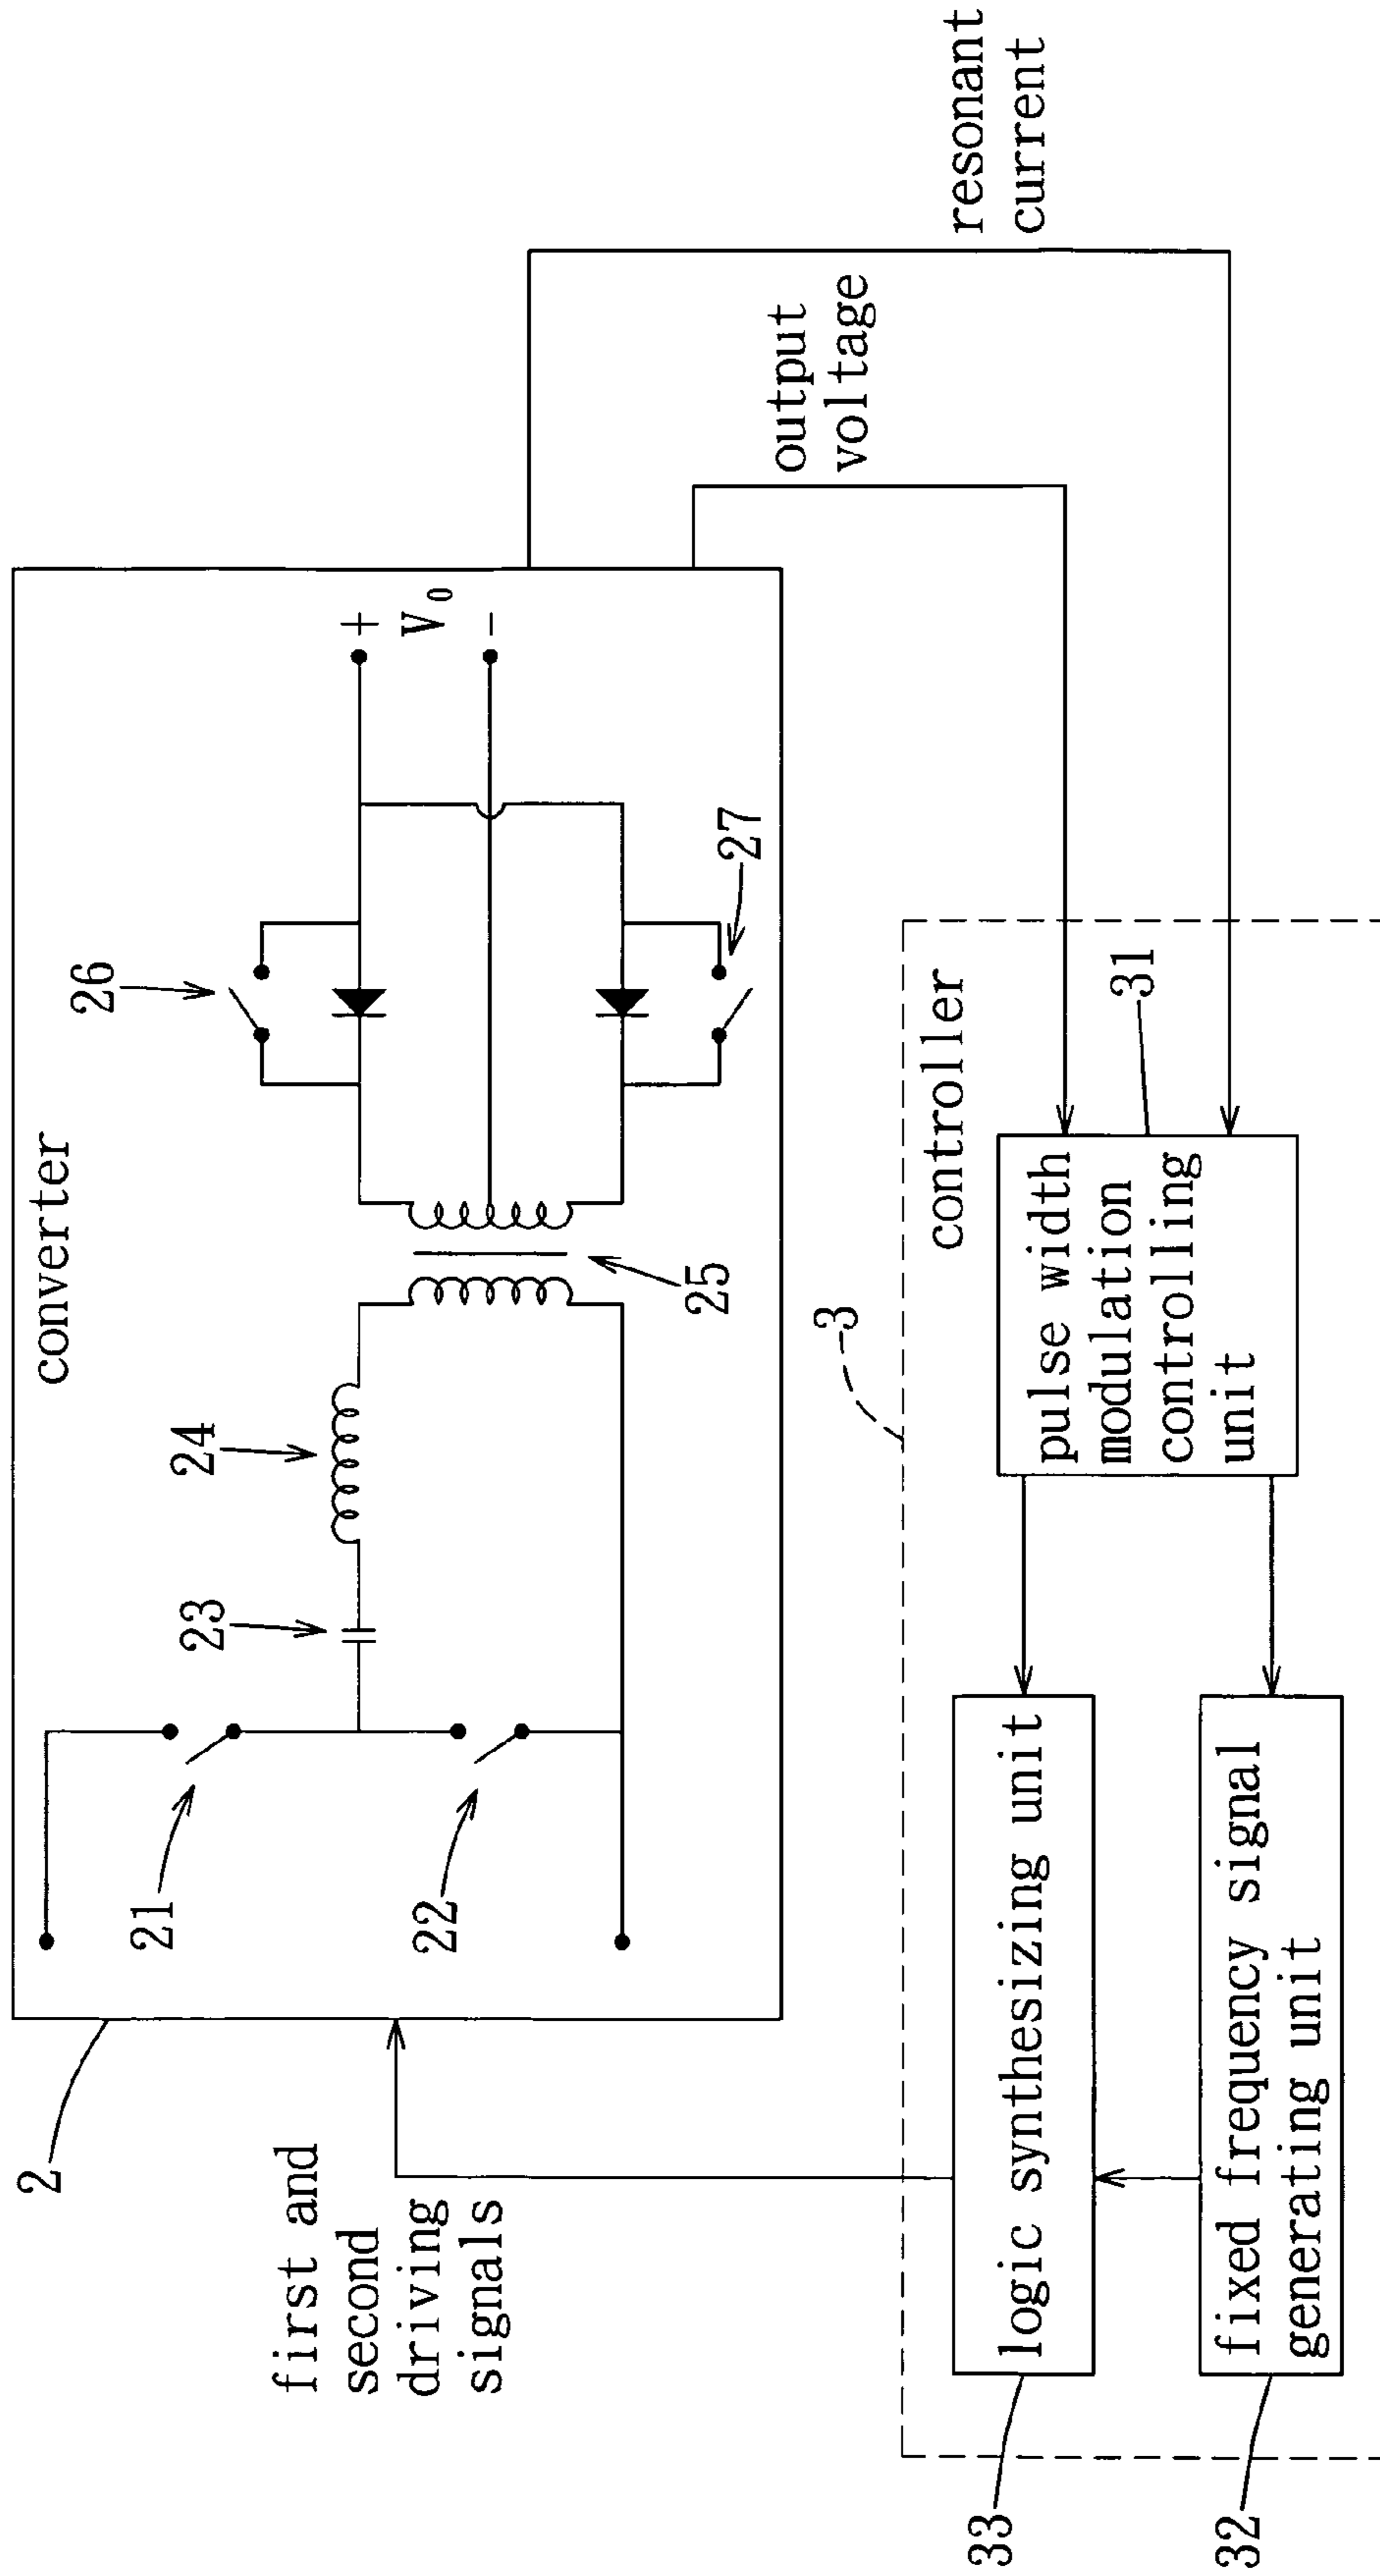 converter
2
21
22
23
24
25
26
27
+
V0
-
first and
second
driving
signals
output
voltage
resonant
current
3
controller
31
pulse width
modulation
controlling
unit
33
logic synthesizing unit
32
fixed frequency signal
generating unit